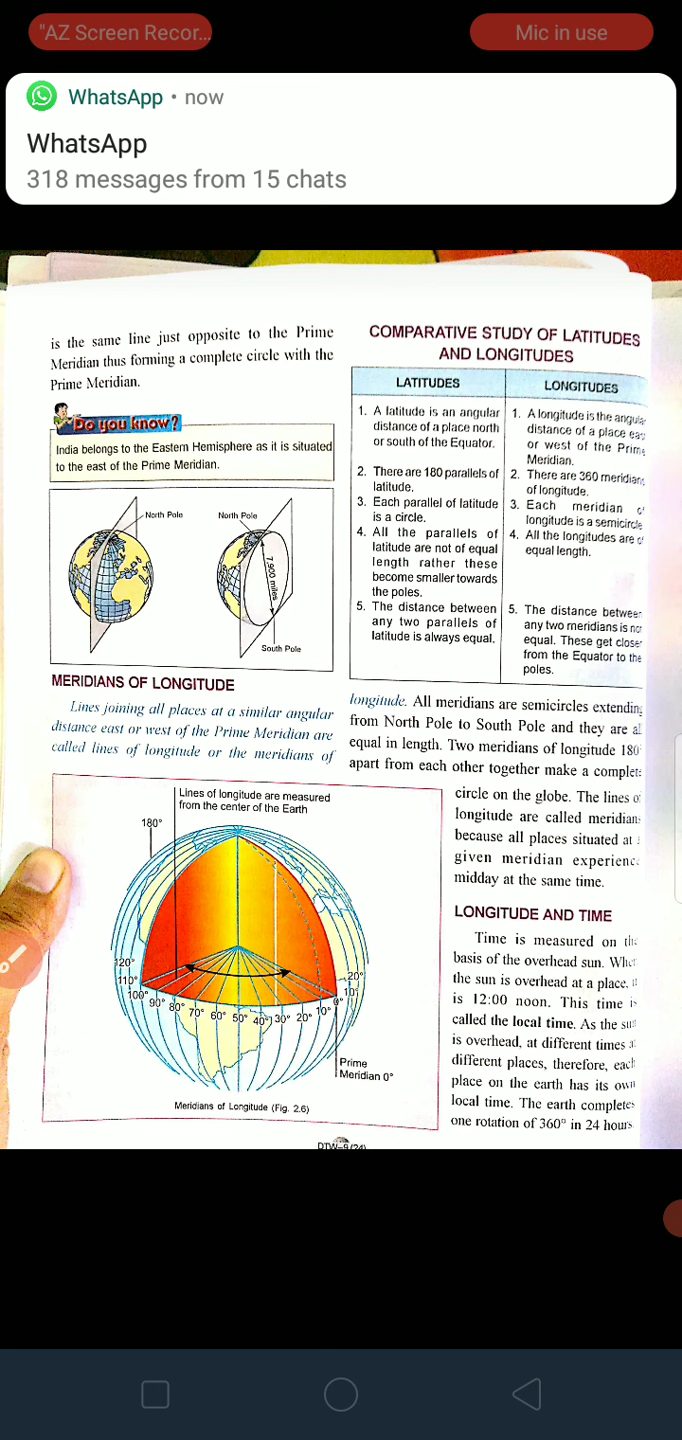 "AZ Screen Recor...
Mic in use
WhatsApp • now
WhatsApp
318 messages from 15 chats
is the same line just opposite to the Prime
Meridian thus forming a complete circle with the
Prime Meridian.
Do you know?
India belongs to the Eastern Hemisphere as it is situated
to the east of the Prime Meridian.
North Pole
North Pole
7,900 miles
South Pole
MERIDIANS OF LONGITUDE
Lines joining all places at a similar angular
distance east or west of the Prime Meridian are
called lines of longitude or the meridians of
COMPARATIVE STUDY OF LATITUDES
AND LONGITUDES
LATITUDES
1. A latitude is an angular
distance of a place north
or south of the Equator.
2. There are 180 parallels of
latitude.
3. Each parallel of latitude
is a circle.
4. All the parallels of
latitude are not of equal
length rather these
become smaller towards
the poles.
5. The distance between
any two parallels of
latitude is always equal.
LONGITUDES
1. A longitude is the
distance of a place
or west of the Prime
Meridian.
2. There are 360
of longitude.
3. Each meridian
longitude is a semicircle
4. All the longitudes are
equal length.
5. The distance
any two meridians is
equal. These get
from the Equator to the
poles.
longitude. All meridians are semicircles
from North Pole to South Pole and they are
equal in length. Two meridians of longitude 180
apart from each other together make a
circle on the globe. The lines
longitude are called
because all places situated at
given meridian
midday at the same time.
LONGITUDE AND TIME
Time is measured on
basis of the overhead sun.
the sun is overhead at a place.
is 12:00 noon. This time
called the local time. As the
is overhead, at different times
different places, therefore,
place on the earth has its
local time. The earth completes
one rotation of 360° in 24 hours.
Lines of longitude are measured
from the center of the Earth
180°
120°
110°
100°
90°
80°
70°
60°
50°
40°
30°
20°
10°
0°
10°
20°
Prime
Meridian 0°
Meridians of Longitude (Fig. 2.6)